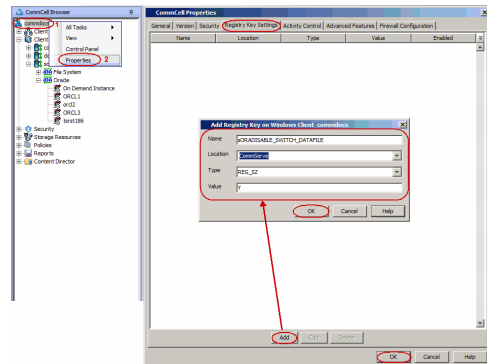 CommCell Browser
commdocs 1
Client
Client
All Tasks
View
Control Panel
Properties 2
File System
Oracle
On Demand Instance
ORCL1
orcl2
ORCL3
tsrst186
Security
Storage Resources
Policies
Reports
Content Director
CommCell Properties
General Version Security Registry Key Settings Activity Control Advanced Features Firewall Configuration
Name Location Type Value Enabled
Add Registry Key on Windows Client commdocs
Name sORADISABLE_SWITCH_DATAFILE
Location CommServe
Type REG_SZ
Value Y
OK Cancel Help
Add Edit Delete
OK Cancel Help